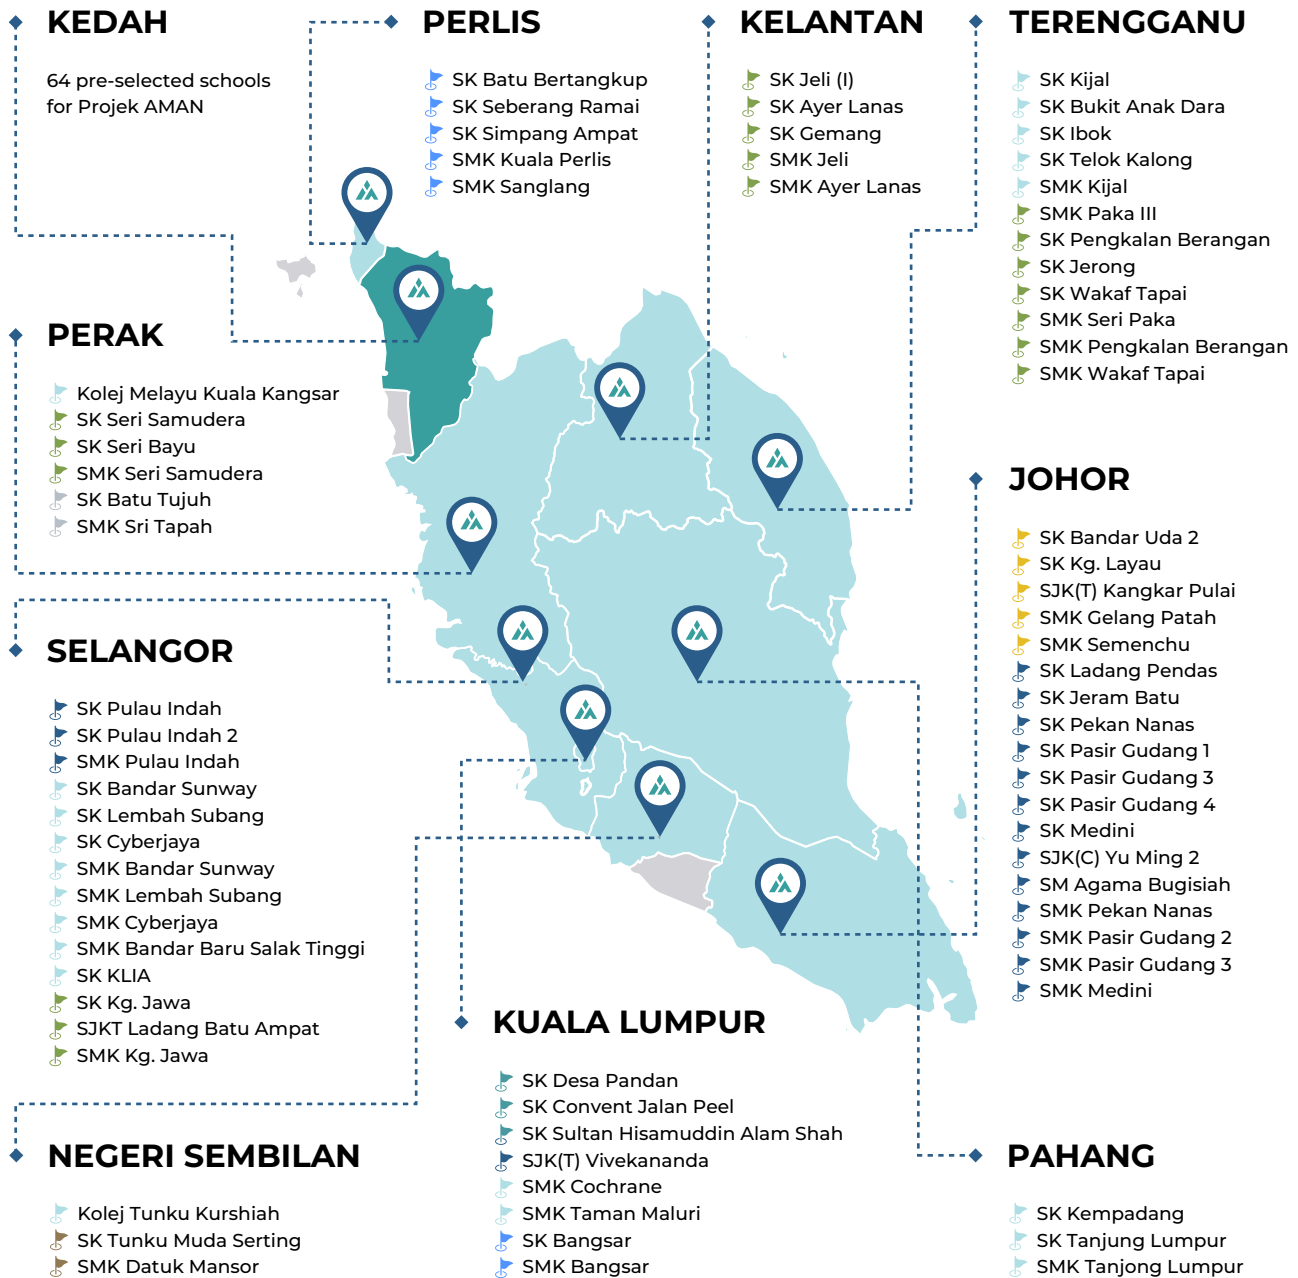 KEDAH
64 pre-selected schools
for Projek AMAN
PERLIS
SK Batu Bertangkup
SK Seberang Ramai
SK Simpang Ampat
SMK Kuala Perlis
SMK Sanglang
KELANTAN
SK Jeli (I)
SK Ayer Lanas
SK Gemang
SMK Jeli
SMK Ayer Lanas
TERENGGANU
SK Kijal
SK Bukit Anak Dara
SK Ibok
SK Telok Kalong
SMK Kijal
SMK Paka III
SK Pengkalan Berangan
SK Jerong
SK Wakaf Tapai
SMK Seri Paka
SMK Pengkalan Berangan
SMK Wakaf Tapai
PERAK
Kolej Melayu Kuala Kangsar
SK Seri Samudera
SK Seri Bayu
SMK Seri Samudera
SK Batu Tujuh
SMK Sri Tapah
JOHOR
SK Bandar Uda 2
SK Kg. Layau
SJK(T) Kangkar Pulai
SMK Gelang Patah
SMK Semenchu
SK Ladang Pendas
SK Jeram Batu
SK Pekan Nanas
SK Pasir Gudang 1
SK Pasir Gudang 3
SK Pasir Gudang 4
SK Medini
SJK(C) Yu Ming 2
SM Agama Bugisiah
SMK Pekan Nanas
SMK Pasir Gudang 2
SMK Pasir Gudang 3
SMK Medini
SELANGOR
SK Pulau Indah
SK Pulau Indah 2
SMK Pulau Indah
SK Bandar Sunway
SK Lembah Subang
SK Cyberjaya
SMK Bandar Sunway
SMK Lembah Subang
SMK Cyberjaya
SMK Bandar Baru Salak Tinggi
SK KLIA
SK Kg. Jawa
SJKT Ladang Batu Ampat
SMK Kg. Jawa
KUALA LUMPUR
SK Desa Pandan
SK Convent Jalan Peel
SK Sultan Hisamuddin Alam Shah
SJK(T) Vivekananda
SMK Cochrane
SMK Taman Maluri
SK Bangsar
SMK Bangsar
NEGERI SEMBILAN
Kolej Tunku Kurshiah
SK Tunku Muda Serting
SMK Datuk Mansor
PAHANG
SK Kempadang
SK Tanjung Lumpur
SMK Tanjong Lumpur